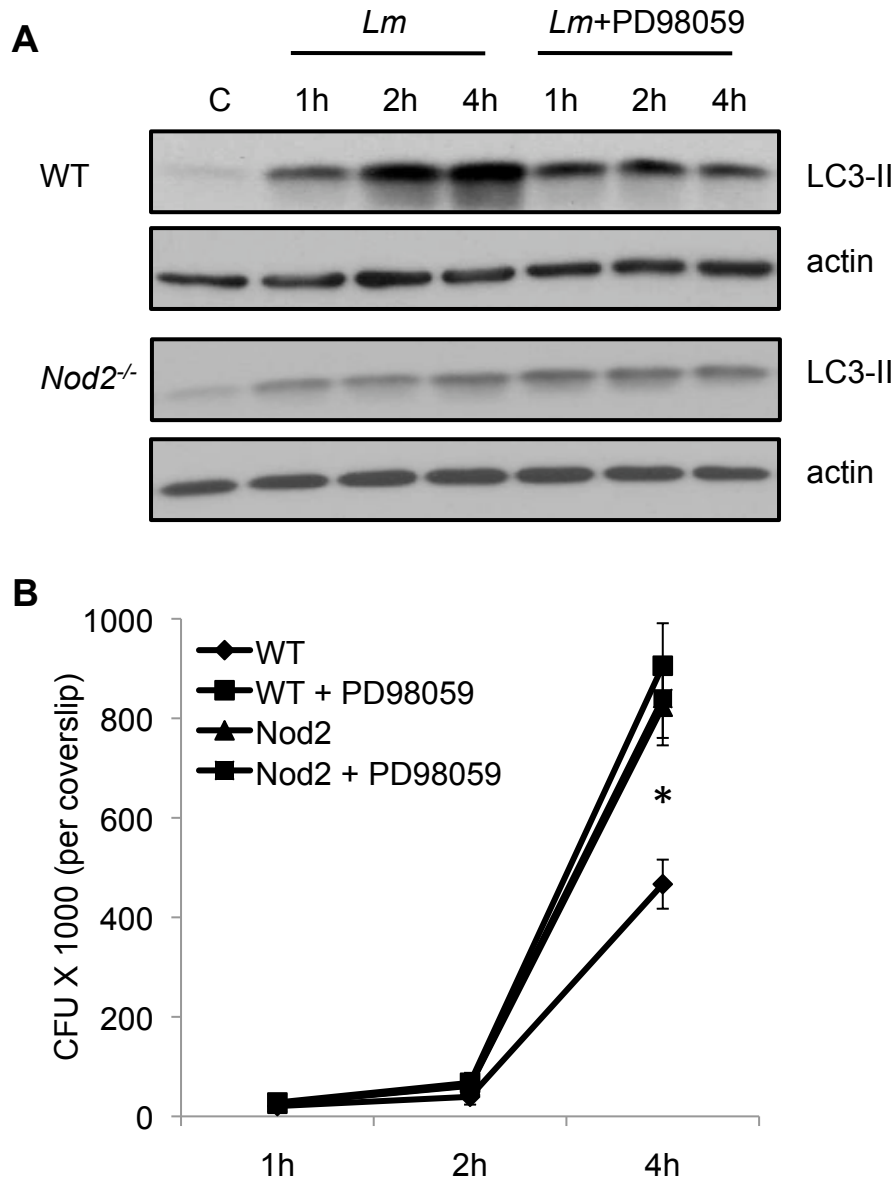 A
Lm
Lm+PD98059
C 1h 2h 4h 1h 2h 4h
WT
LC3-II
actin
Nod2-/-
LC3-II
actin
B
CFU X 1000 (per coverslip)
1000
800
600
400
200
0
WT
WT + PD98059
Nod2
Nod2 + PD98059
*
1h 2h 4h